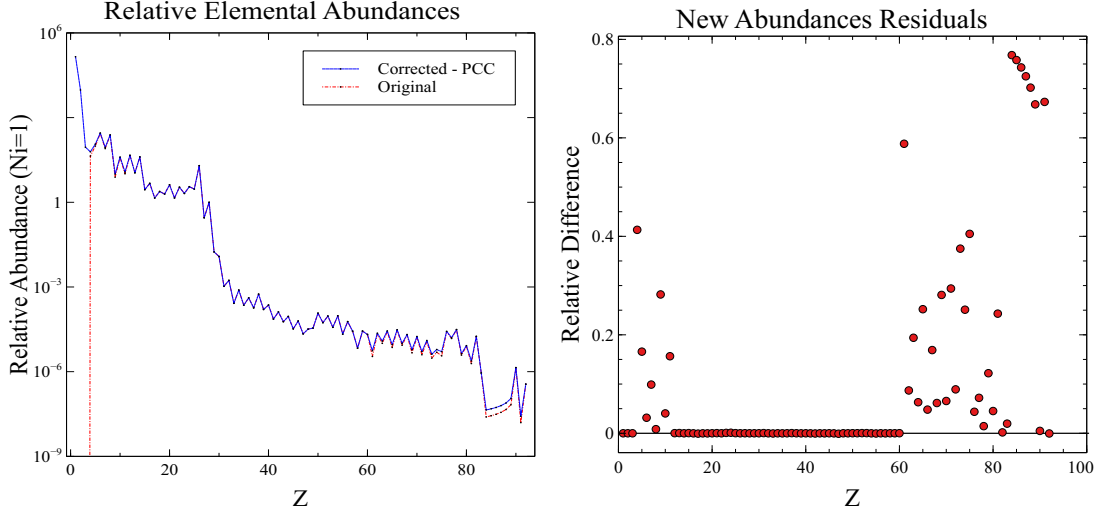 Relative Elemental Abundances
10^6
1
10^-3
10^-6
10^-9
0
20
40
60
80
Z
Relative Abundance (Ni=1)
Corrected - PCC
Original
New Abundances Residuals
0.8
0.6
0.4
0.2
0
0
20
40
60
80
100
Z
Relative Difference